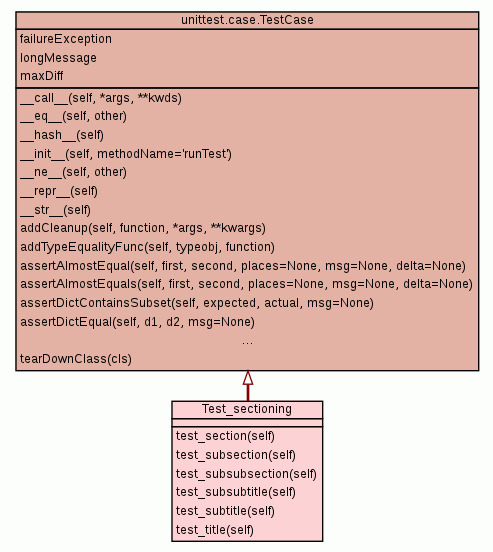 unittest.case.TestCase
failureException
longMessage
maxDiff
__call__(self, *args, **kwds)
__eq__(self, other)
__hash__(self)
__init__(self, methodName='runTest')
__ne__(self, other)
__repr__(self)
__str__(self)
addCleanup(self, function, *args, **kwargs)
addTypeEqualityFunc(self, typeobj, function)
assertAlmostEqual(self, first, second, places=None, msg=None, delta=None)
assertAlmostEquals(self, first, second, places=None, msg=None, delta=None)
assertDictContainsSubset(self, expected, actual, msg=None)
assertDictEqual(self, d1, d2, msg=None)
...
tearDownClass(cls)
Test_sectioning
test_section(self)
test_subsection(self)
test_subsubsection(self)
test_subsubtitle(self)
test_subtitle(self)
test_title(self)